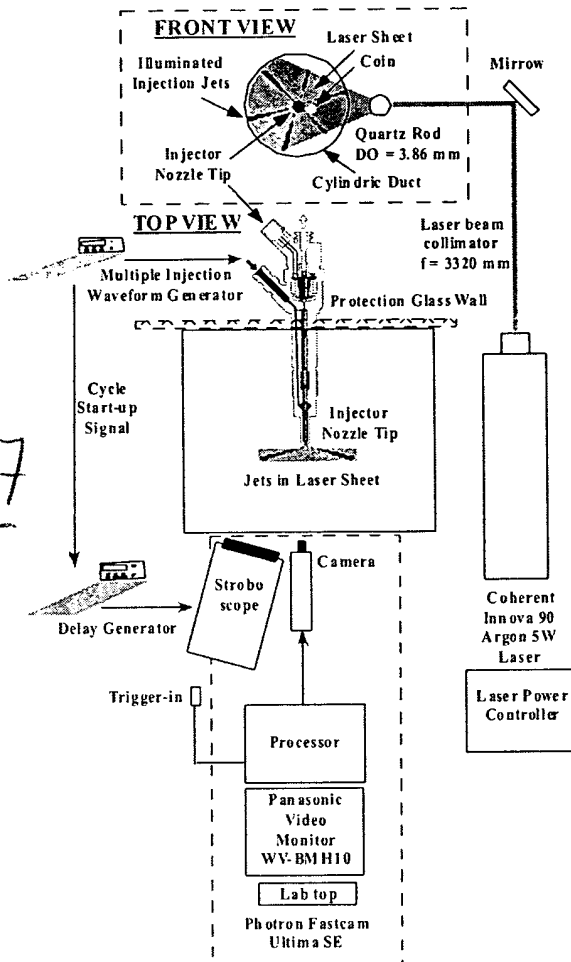 FRONT VIEW
Laser Sheet
Coin
Illuminated
Injection Jets
Mirrow
Quartz Rod
DO = 3.86 mm
Injector
Nozzle Tip
Cylindric Duct
TOP VIEW
Laser beam
collimator
f = 3320 mm
Multiple Injection
Waveform Generator
Protection Glass Wall
Cycle
Start-up
Signal
Injector
Nozzle Tip
7
Jets in Laser Sheet
Camera
Strobo
scope
Coherent
Innova 90
Argon 5W
Laser
Delay Generator
Trigger-in
Laser Power
Controller
Processor
Panasonic
Video
Monitor
WV-BMH10
Lab top
Photron Fastcam
Ultima SE